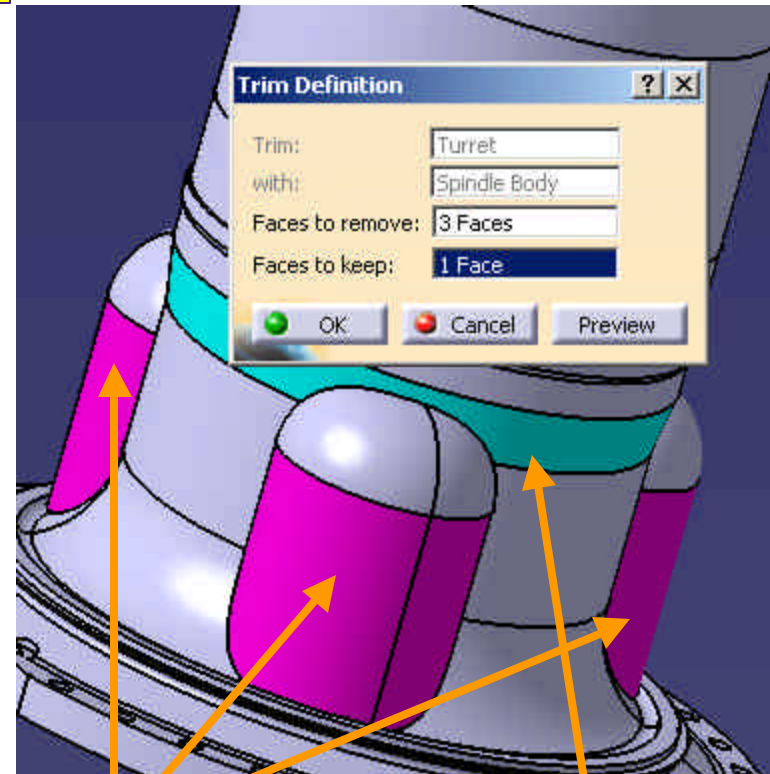 Trim Definition
Trim: Turret
with: Spindle Body
Faces to remove: 3 Faces
Faces to keep: 1 Face
OK Cancel Preview